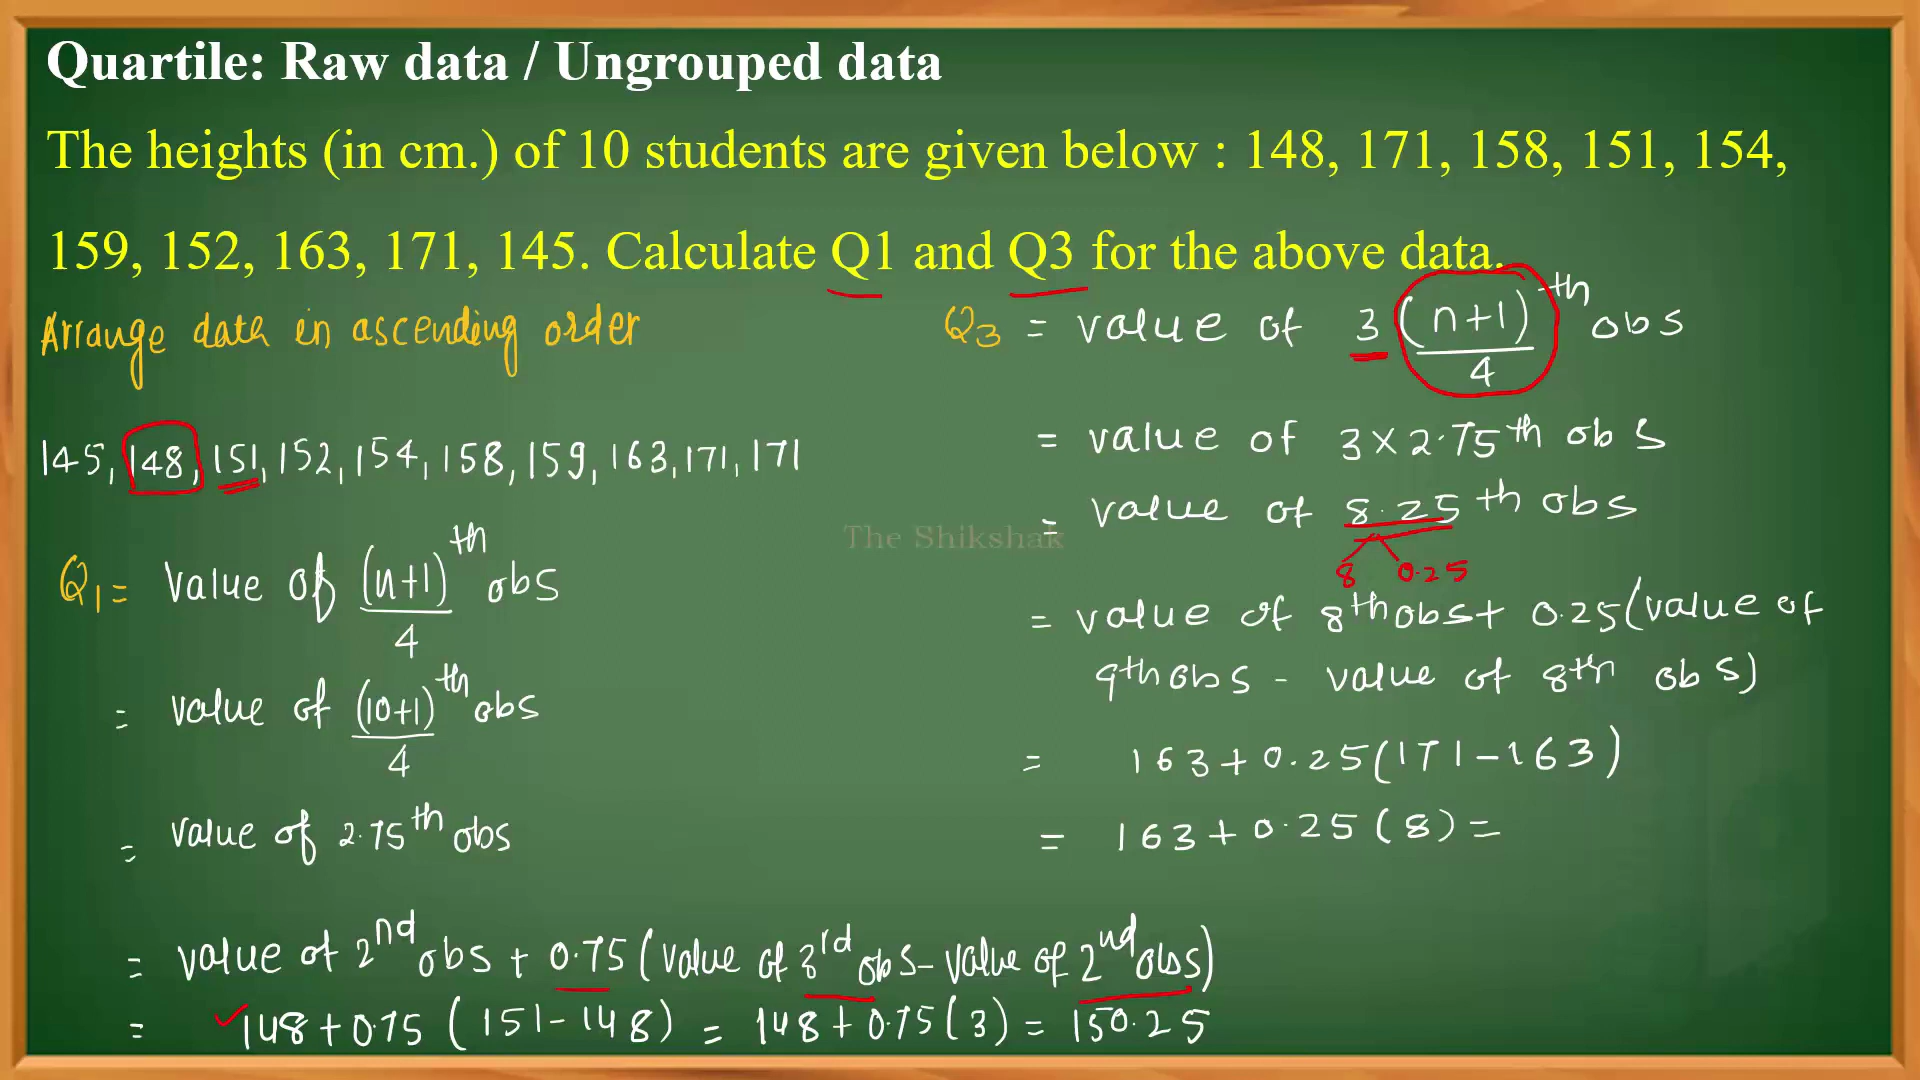 Quartile: Raw data / Ungrouped data
The heights (in cm.) of 10 students are given below : 148, 171, 158, 151, 154,
159, 152, 163, 171, 145. Calculate Q1 and Q3 for the above data.
Arrange data in ascending order
145, 148, 151, 152, 154, 158, 159, 163, 171, 171
Q1 = Value of (n+1)/4 th obs
= value of (10+1)/4 th obs
= value of 2.75th obs
= value of 2nd obs + 0.75 (value of 3rd obs - value of 2nd obs)
= 148 + 0.75 (151 - 148) = 148 + 0.75 (3) = 150.25
Q3 = value of 3 (n+1)/4 th obs
= value of 3 × 2.75th obs
= value of 8.25th obs
8 0.25
= value of 8th obs + 0.25 (value of
9th obs - value of 8th obs)
= 163 + 0.25 (171 - 163)
= 163 + 0.25 (8) =
The Shikshak